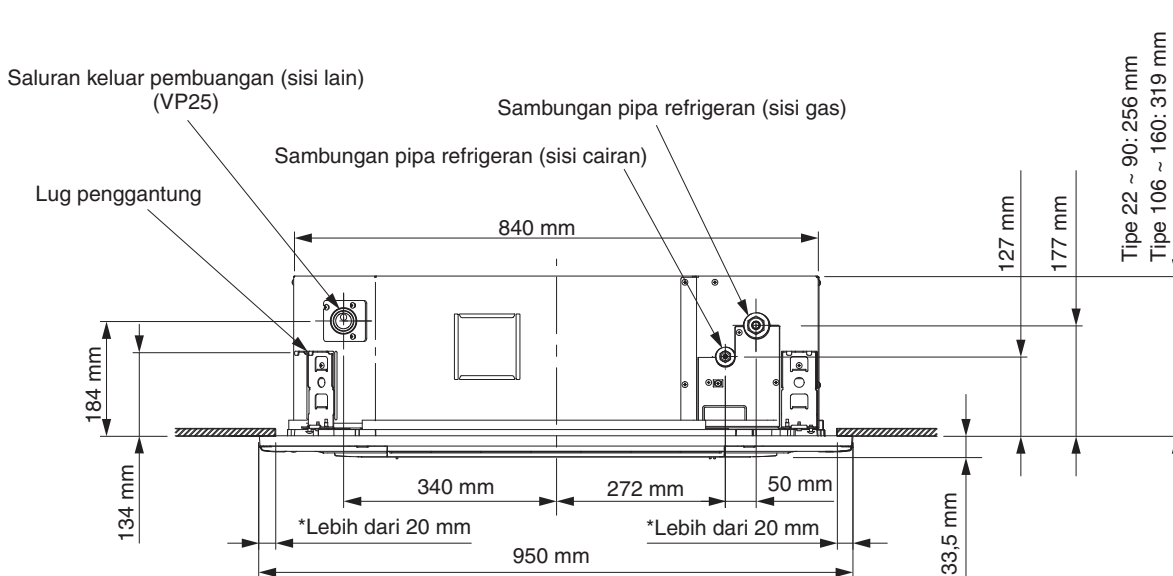 Saluran keluar pembuangan (sisi lain)
(VP25)
Sambungan pipa refrigeran (sisi gas)
Sambungan pipa refrigeran (sisi cairan)
Lug penggantung
840 mm
127 mm
177 mm
Tipe 22 ~ 90: 256 mm
Tipe 106 ~ 160: 319 mm
184 mm
134 mm
340 mm
272 mm
50 mm
33,5 mm
*Lebih dari 20 mm
*Lebih dari 20 mm
950 mm